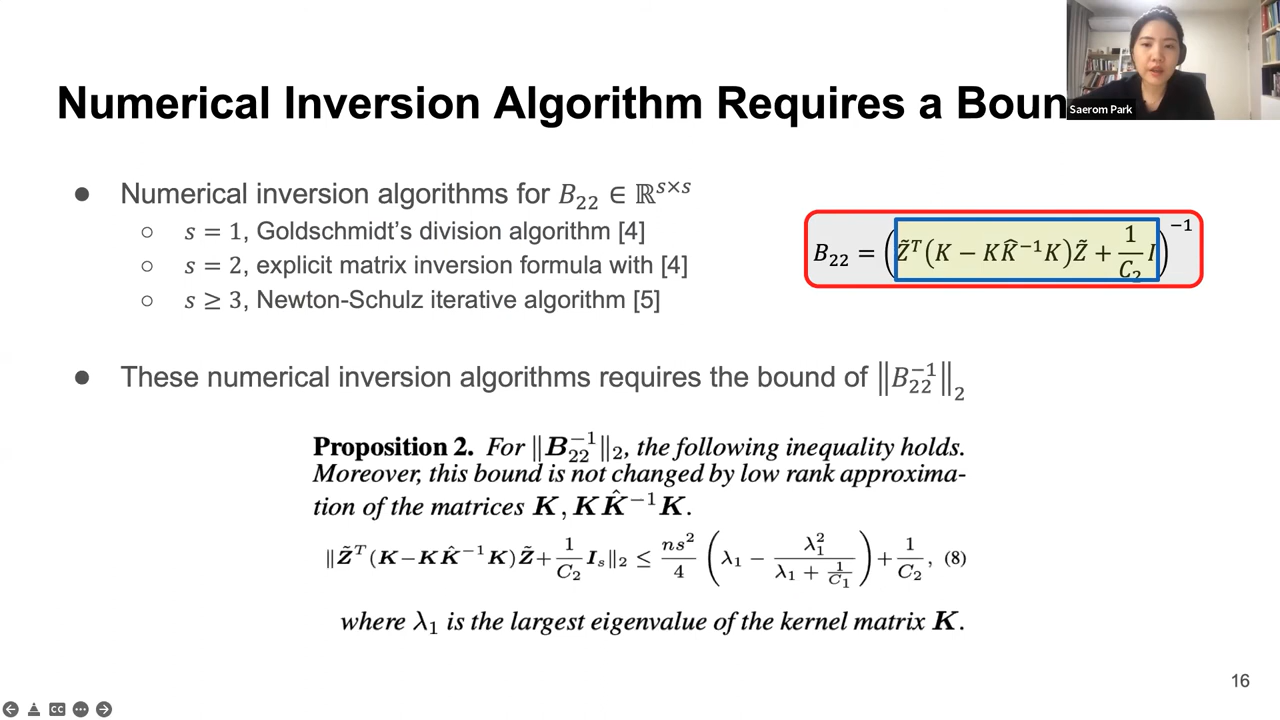 Numerical Inversion Algorithm Requires a Boun
Saerom Park
● Numerical inversion algorithms for B₂₂ ∈ ℝˢˣˢ
○ s = 1, Goldschmidt’s division algorithm [4]
○ s = 2, explicit matrix inversion formula with [4]
○ s ≥ 3, Newton-Schulz iterative algorithm [5]
B₂₂ = (Z̃ᵀ(K − KK̂⁻¹K)Z̃ + 1/C₂ I)⁻¹
● These numerical inversion algorithms requires the bound of ‖B₂₂⁻¹‖₂
Proposition 2. For ‖B₂₂⁻¹‖₂, the following inequality holds.
Moreover, this bound is not changed by low rank approxima-
tion of the matrices K, KK̂⁻¹K.
‖Z̃ᵀ(K−KK̂⁻¹K)Z̃+ 1/C₂ Iₛ‖₂ ≤ ns²/4 (λ₁ − λ₁²/(λ₁ + 1/C₁)) + 1/C₂, (8)
where λ₁ is the largest eigenvalue of the kernel matrix K.
16
CC